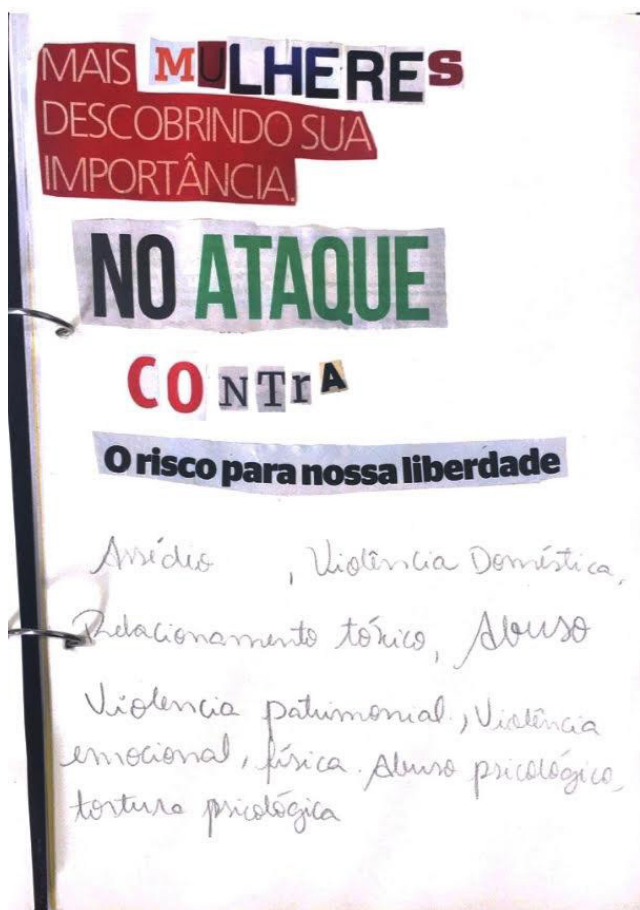 MAIS MULHERES
DESCOBRINDO SUA
IMPORTÂNCIA.
NO ATAQUE
CONTrA
O risco para nossa liberdade
Assédio , Violência Doméstica,
Relacionamento tóxico, Abuso
Violencia patrimonial, Violência
emocional, física. Abuso psicológico,
tortura psicológica